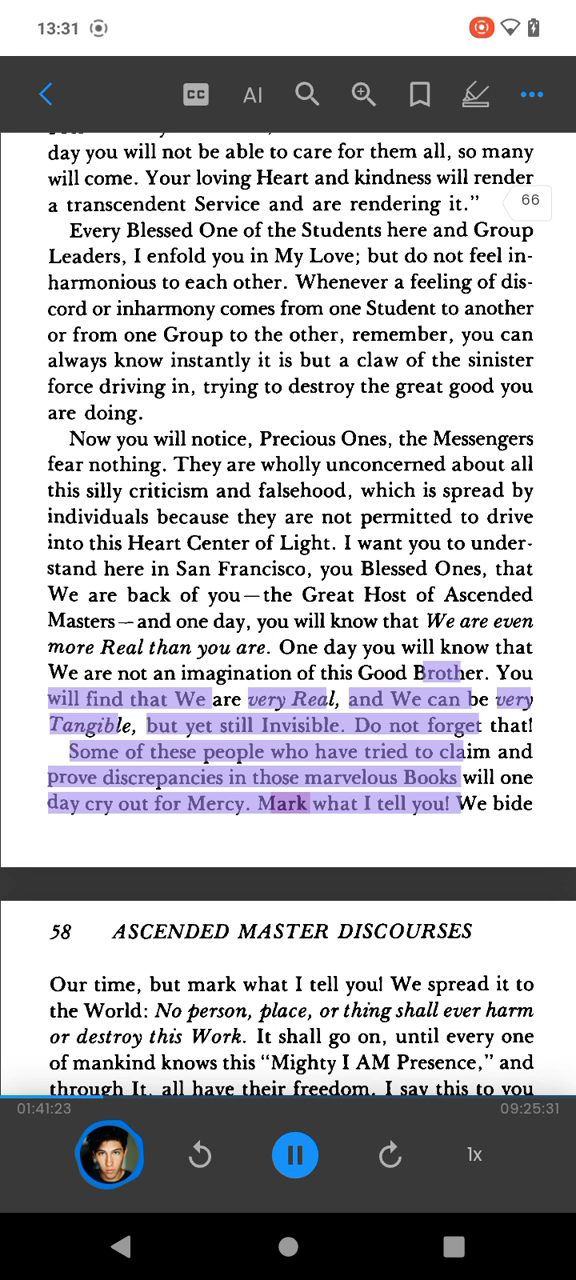 13:31
CC AI
day you will not be able to care for them all, so many
will come. Your loving Heart and kindness will render
a transcendent Service and are rendering it."
66
Every Blessed One of the Students here and Group
Leaders, I enfold you in My Love; but do not feel in-
harmonious to each other. Whenever a feeling of dis-
cord or inharmony comes from one Student to another
or from one Group to the other, remember, you can
always know instantly it is but a claw of the sinister
force driving in, trying to destroy the great good you
are doing.
Now you will notice, Precious Ones, the Messengers
fear nothing. They are wholly unconcerned about all
this silly criticism and falsehood, which is spread by
individuals because they are not permitted to drive
into this Heart Center of Light. I want you to under-
stand here in San Francisco, you Blessed Ones, that
We are back of you—the Great Host of Ascended
Masters—and one day, you will know that We are even
more Real than you are. One day you will know that
We are not an imagination of this Good Brother. You
will find that We are very Real, and We can be very
Tangible, but yet still Invisible. Do not forget that!
Some of these people who have tried to claim and
prove discrepancies in those marvelous Books will one
day cry out for Mercy. Mark what I tell you! We bide
58 ASCENDED MASTER DISCOURSES
Our time, but mark what I tell you! We spread it to
the World: No person, place, or thing shall ever harm
or destroy this Work. It shall go on, until every one
of mankind knows this "Mighty I AM Presence," and
through It, all have their freedom. I say this to you
01:41:23
09:25:31
1x